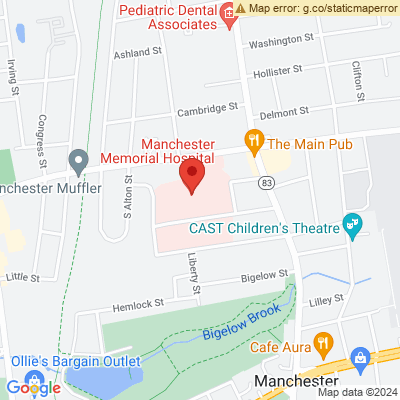 Map error: g.co/staticmaperror
Pediatric Dental
Associates
Washington St
Ashland St
Hollister St
Clifton St
Irving St
Congress St
Cambridge St
Delmont St
Manchester
Memorial Hospital
The Main Pub
Manchester Muffler
S Alton St
83
CAST Children's Theatre
Liberty St
Little St
Bigelow St
Hemlock St
Lilley St
Bigelow Brook
Cafe Aura
Ollie's Bargain Outlet
Manchester
Google
Map data ©2024